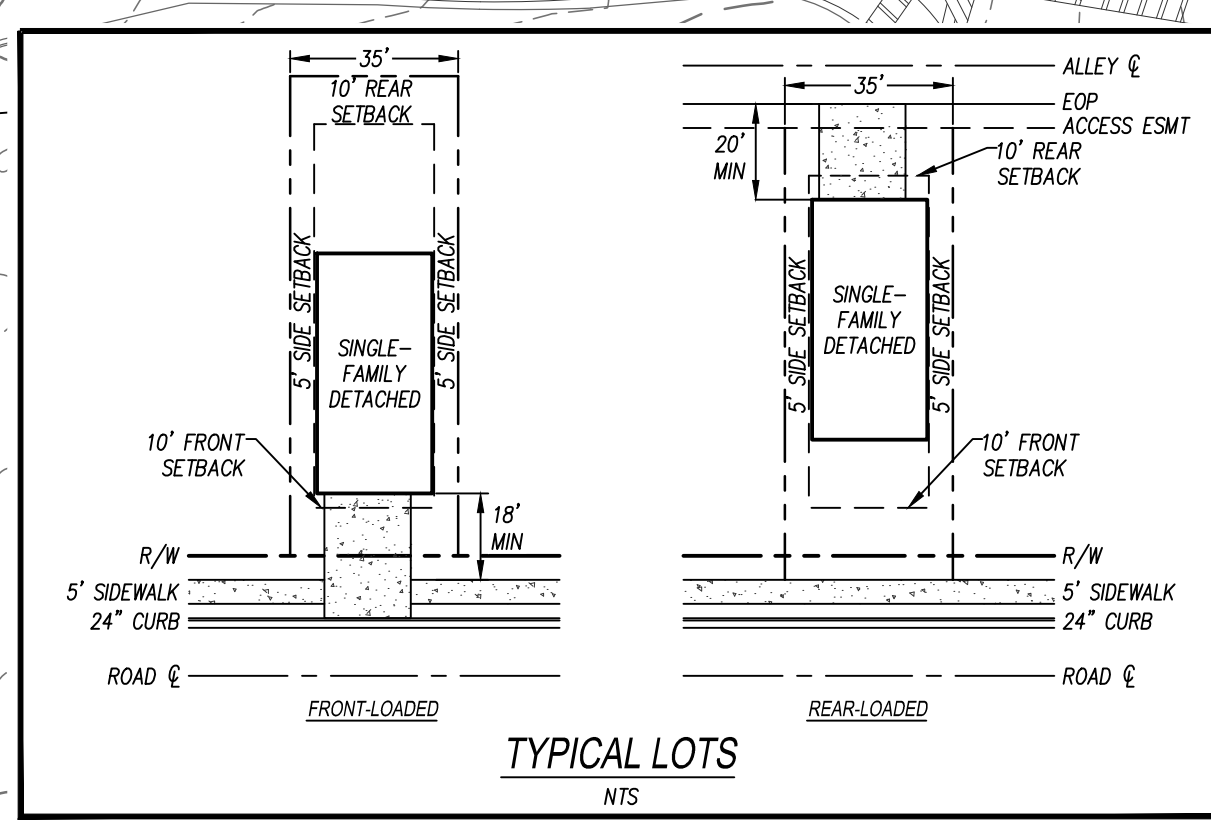 35'
10' REAR
SETBACK
5' SIDE SETBACK
5' SIDE SETBACK
SINGLE-
FAMILY
DETACHED
10' FRONT
SETBACK
18'
MIN
R/W
5' SIDEWALK
24" CURB
ROAD ℄
FRONT-LOADED
ALLEY ℄
35'
EOP
ACCESS ESMT
20'
MIN
10' REAR
SETBACK
5' SIDE SETBACK
5' SIDE SETBACK
SINGLE-
FAMILY
DETACHED
10' FRONT
SETBACK
R/W
5' SIDEWALK
24" CURB
ROAD ℄
REAR-LOADED
TYPICAL LOTS
NTS